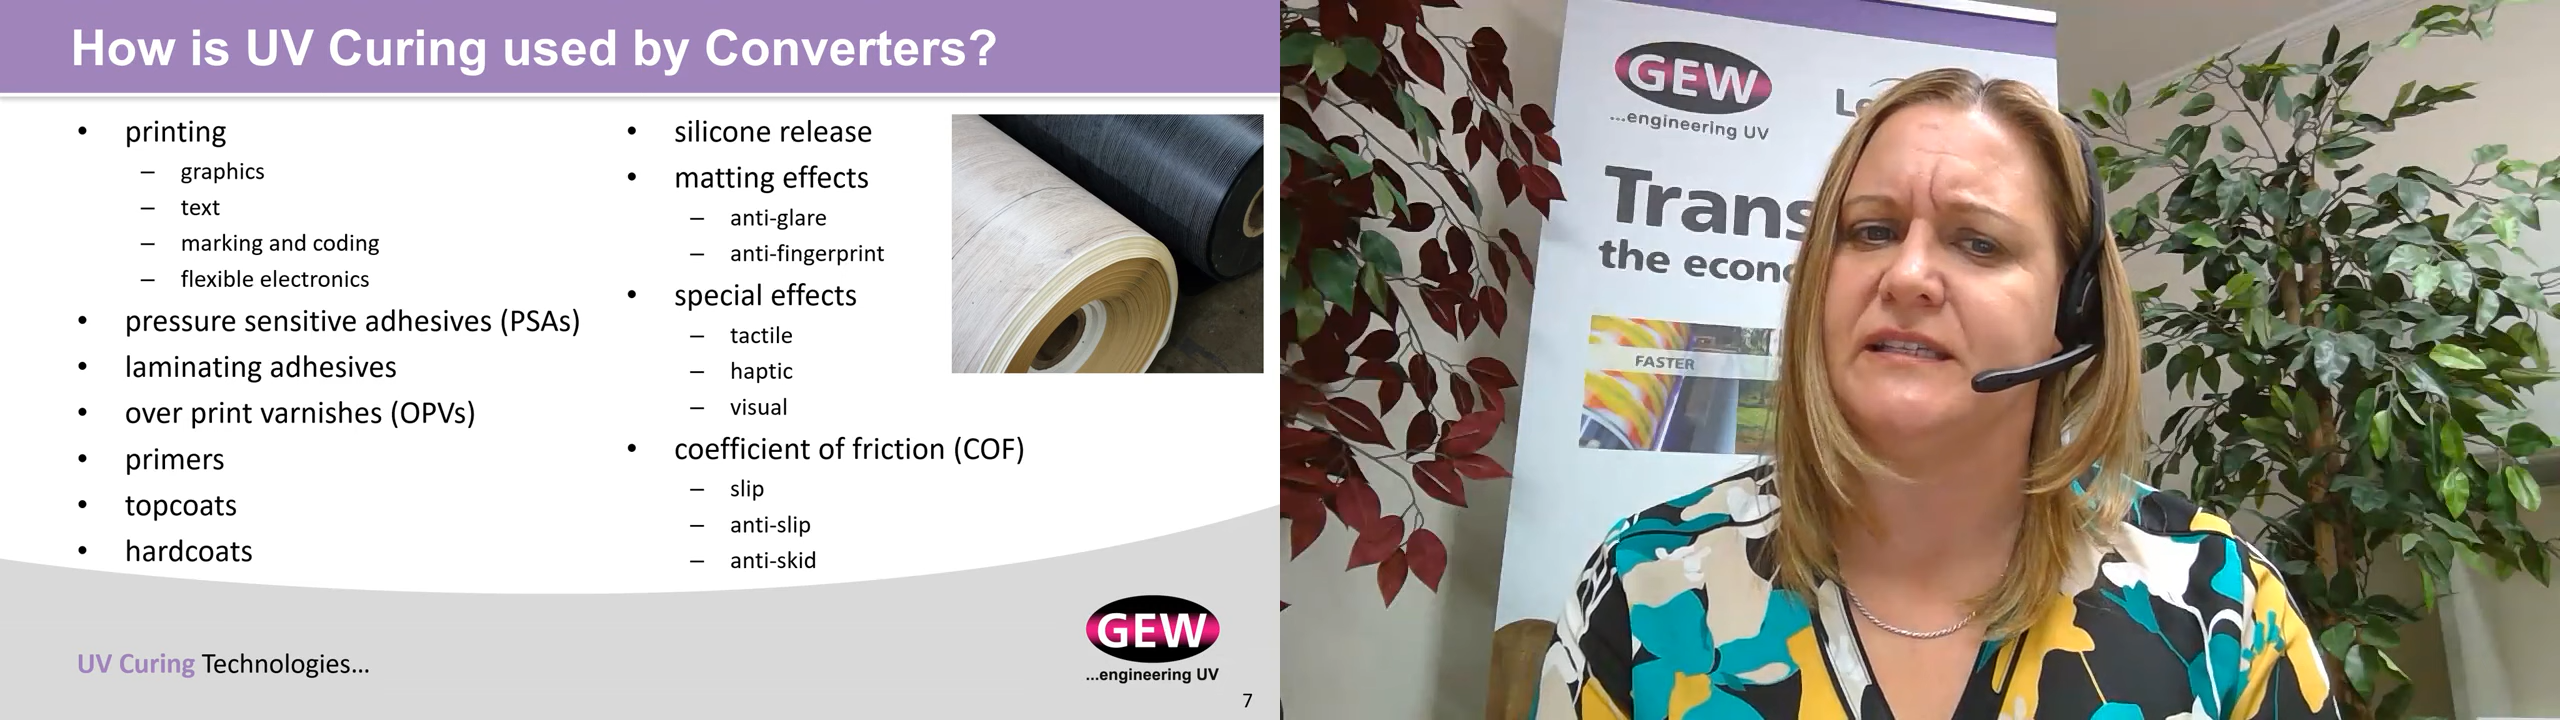 How is UV Curing used by Converters?
• printing
– graphics
– text
– marking and coding
– flexible electronics
• pressure sensitive adhesives (PSAs)
• laminating adhesives
• over print varnishes (OPVs)
• primers
• topcoats
• hardcoats
• silicone release
• matting effects
– anti-glare
– anti-fingerprint
• special effects
– tactile
– haptic
– visual
• coefficient of friction (COF)
– slip
– anti-slip
– anti-skid
UV Curing Technologies...
GEW
...engineering UV
7
GEW
...engineering UV
Trans
the econ
FASTER